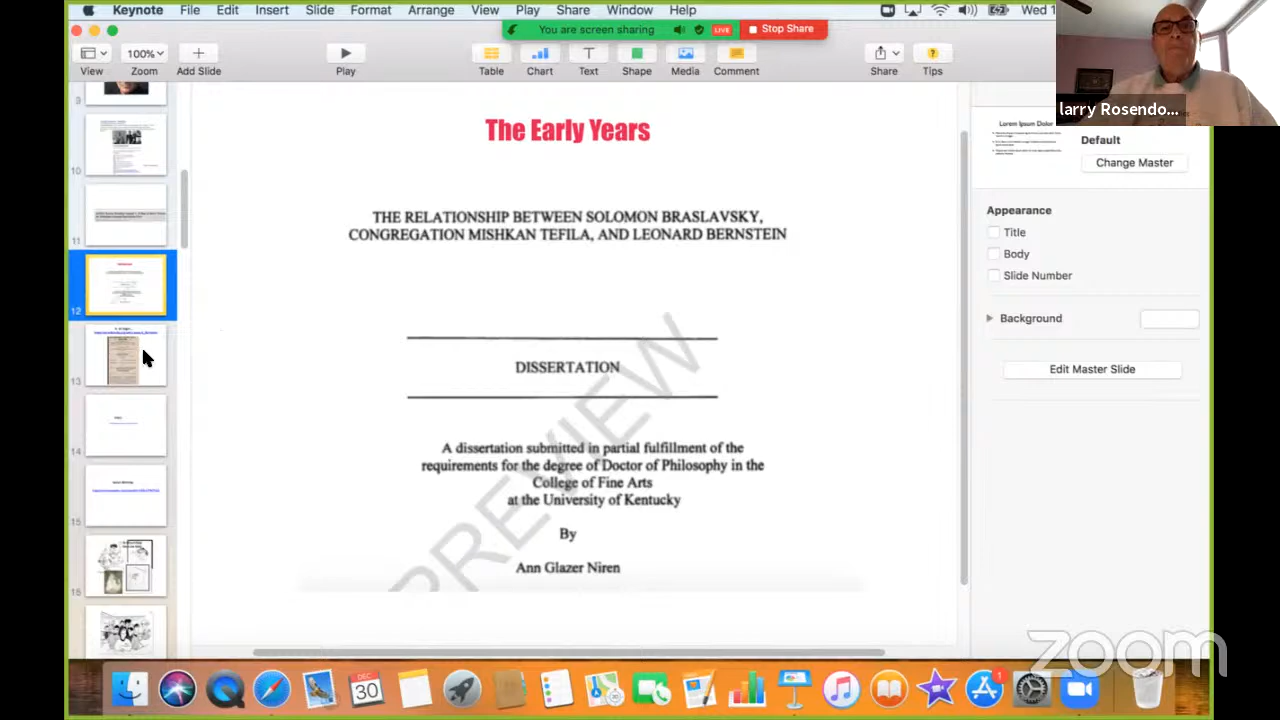 Keynote File Edit Insert Slide Format Arrange View Play Share Window Help Wed 1
You are screen sharing LIVE Stop Share
larry Rosendo...
100%
View Zoom Add Slide Play Table Chart Text Shape Media Comment Share Tips
9
10
11
12
13
14
15
16
The Early Years
THE RELATIONSHIP BETWEEN SOLOMON BRASLAVSKY,
CONGREGATION MISHKAN TEFILA, AND LEONARD BERNSTEIN
DISSERTATION
A dissertation submitted in partial fulfillment of the
requirements for the degree of Doctor of Philosophy in the
College of Fine Arts
at the University of Kentucky
By
Ann Glazer Niren
PREVIEW
Lorem Ipsum Dolor
Default
Change Master
Appearance
Title
Body
Slide Number
Background
Edit Master Slide
zoom
DEC
30
1